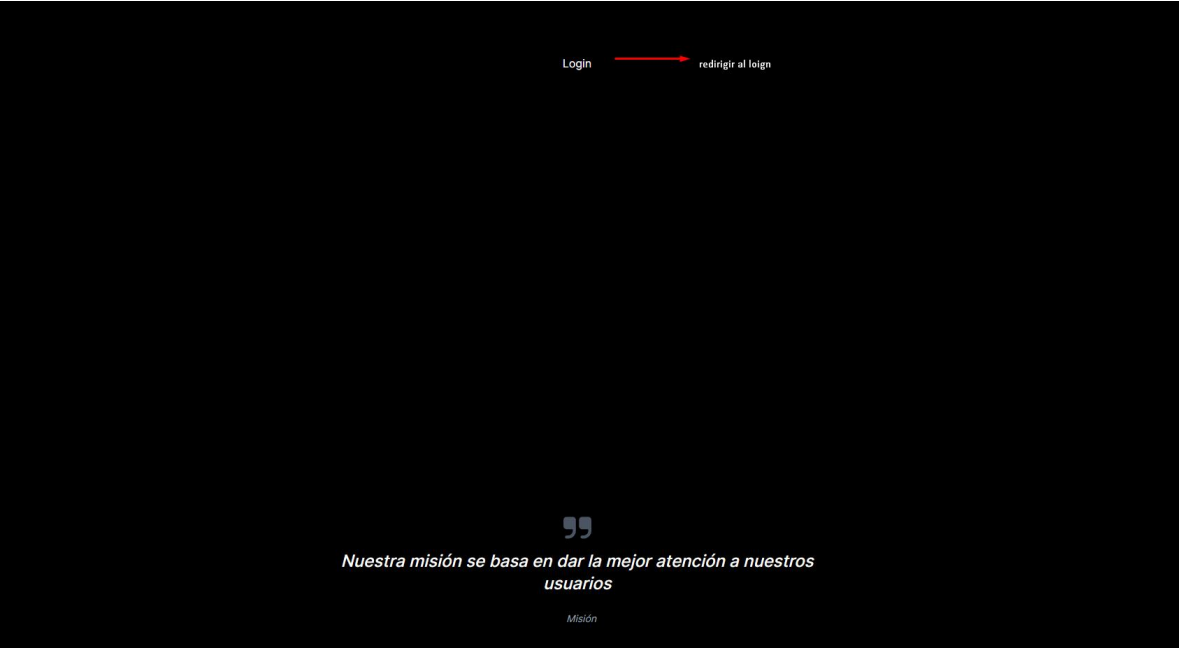 Login
redirigir al loign
Nuestra misión se basa en dar la mejor atención a nuestros
usuarios
Misión